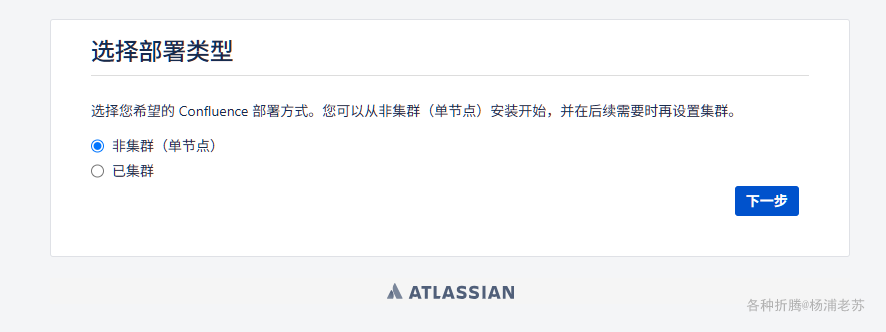 选择部署类型
选择您希望的 Confluence 部署方式。您可以从非集群（单节点）安装开始，并在后续需要时再设置集群。
非集群（单节点）
已集群
下一步
ATLASSIAN
各种折腾@杨浦老苏